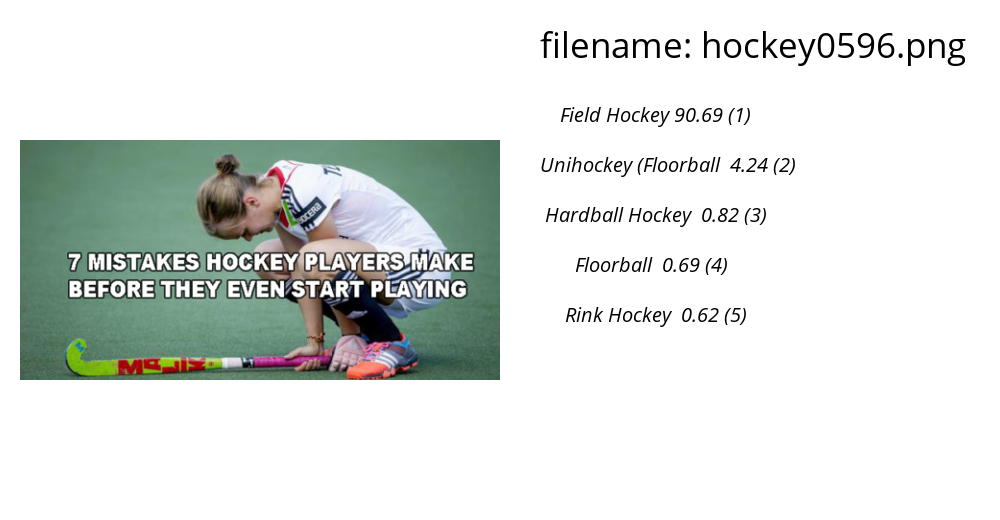 filename: hockey0596.png
Field Hockey 90.69 (1)
Unihockey (Floorball 4.24 (2)
Hardball Hockey 0.82 (3)
Floorball 0.69 (4)
Rink Hockey 0.62 (5)
7 MISTAKES HOCKEY PLAYERS MAKE
BEFORE THEY EVEN START PLAYING